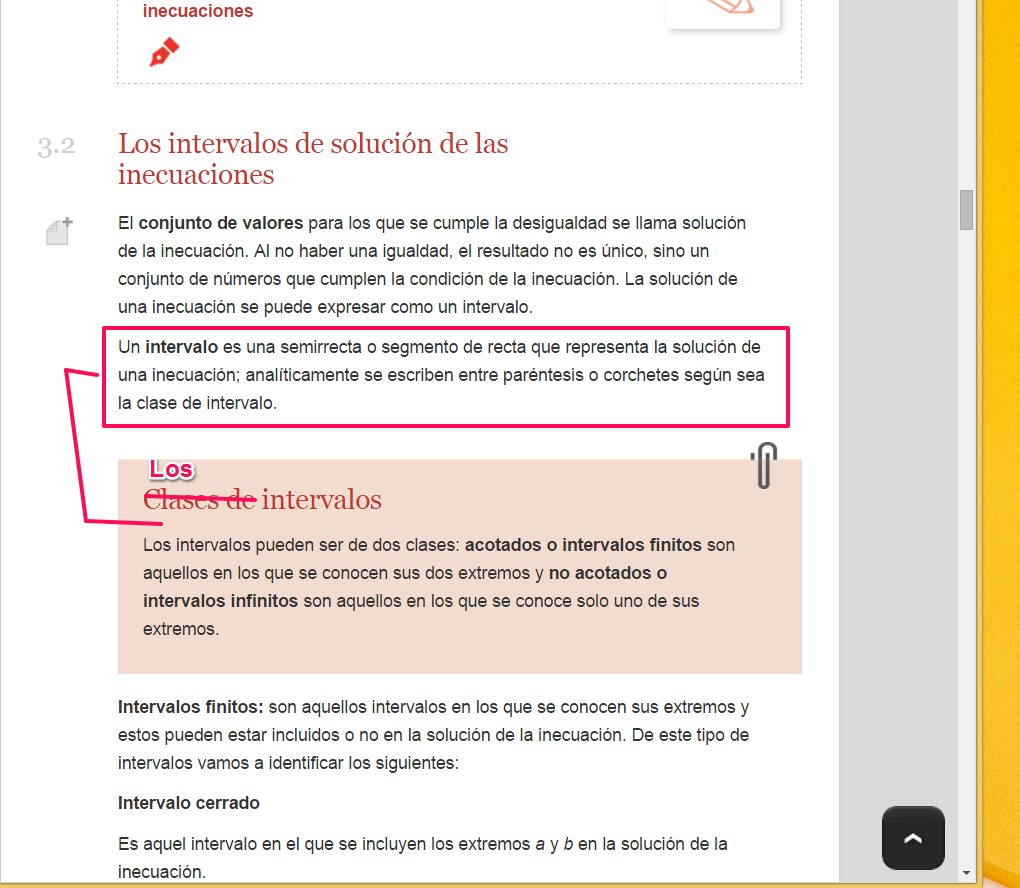 inecuaciones
3.2
Los intervalos de solución de las
inecuaciones
El conjunto de valores para los que se cumple la desigualdad se llama solución
de la inecuación. Al no haber una igualdad, el resultado no es único, sino un
conjunto de números que cumplen la condición de la inecuación. La solución de
una inecuación se puede expresar como un intervalo.
Un intervalo es una semirrecta o segmento de recta que representa la solución de
una inecuación; analíticamente se escriben entre paréntesis o corchetes según sea
la clase de intervalo.
Los
Clases de intervalos
Los intervalos pueden ser de dos clases: acotados o intervalos finitos son
aquellos en los que se conocen sus dos extremos y no acotados o
intervalos infinitos son aquellos en los que se conoce solo uno de sus
extremos.
Intervalos finitos: son aquellos intervalos en los que se conocen sus extremos y
estos pueden estar incluidos o no en la solución de la inecuación. De este tipo de
intervalos vamos a identificar los siguientes:
Intervalo cerrado
Es aquel intervalo en el que se incluyen los extremos a y b en la solución de la
inecuación.